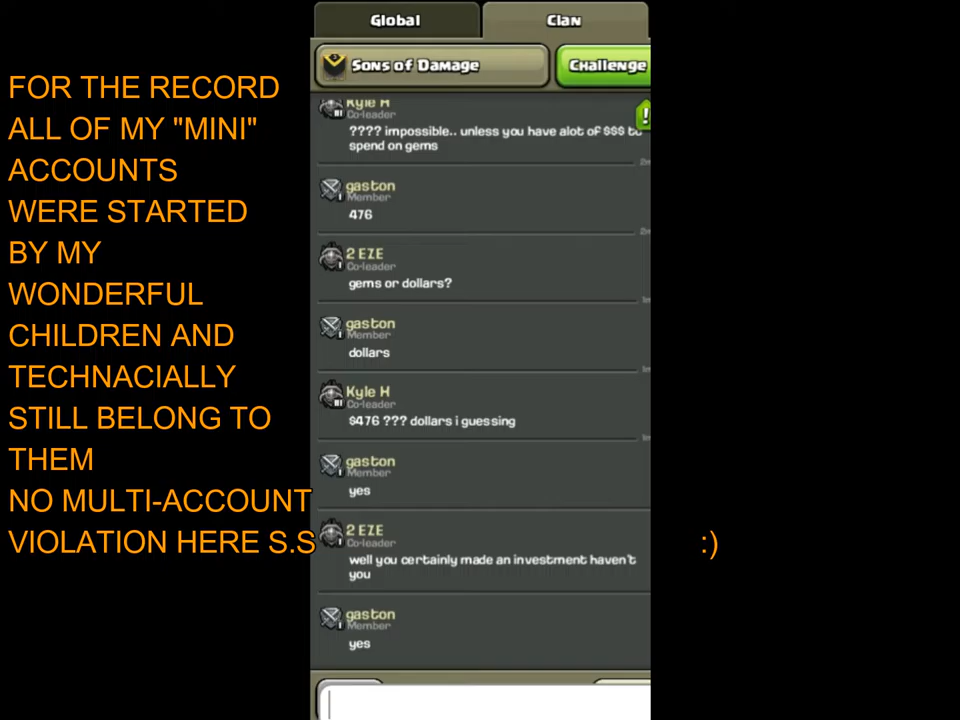 FOR THE RECORD
ALL OF MY "MINI"
ACCOUNTS
WERE STARTED
BY MY
WONDERFUL
CHILDREN AND
TECHNACIALLY
STILL BELONG TO
THEM
NO MULTI-ACCOUNT
VIOLATION HERE S.S :)
Global
Clan
Sons of Damage
Challenge
!
Kyle H
Co-leader
???? impossible.. unless you have alot of $$$ to
spend on gems
gaston
Member
476
2 EZE
Co-leader
gems or dollars?
gaston
Member
dollars
Kyle H
Co-leader
$476 ??? dollars i guessing
gaston
Member
yes
2 EZE
Co-leader
well you certainly made an investment haven't
you
gaston
Member
yes